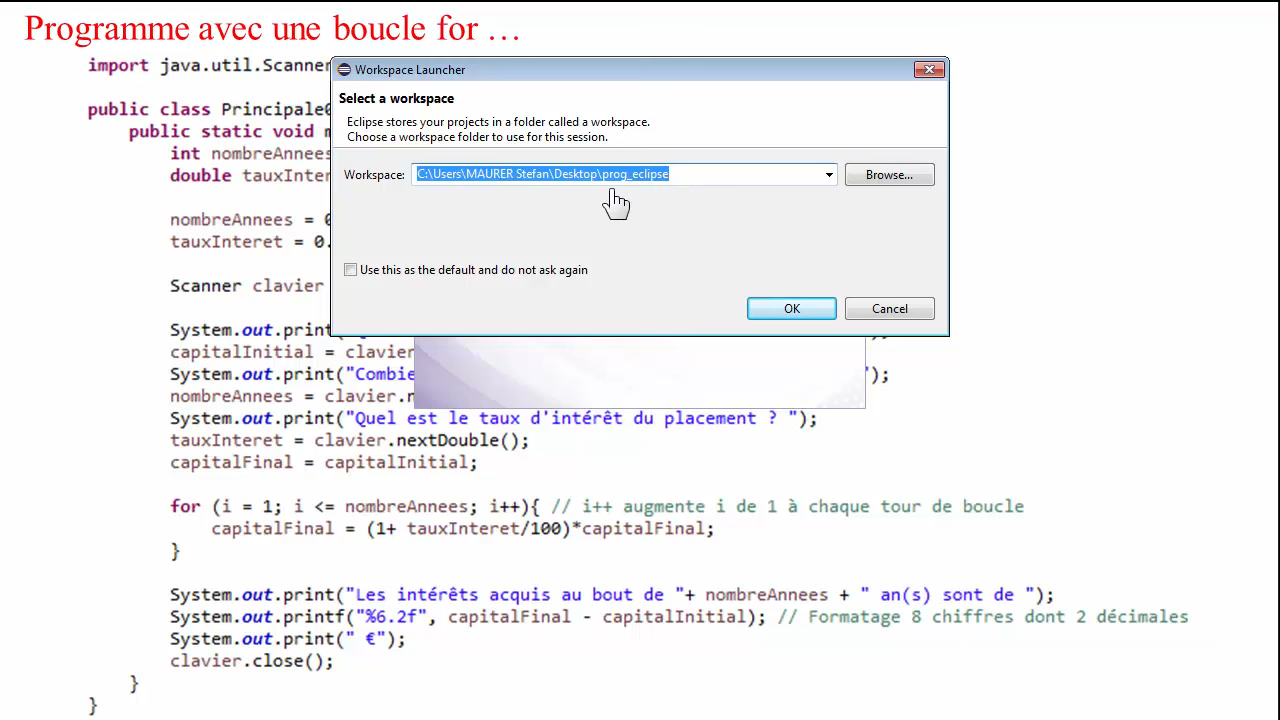 Programme avec une boucle for …
import java.util.Scanner
Workspace Launcher
Select a workspace
Eclipse stores your projects in a folder called a workspace.
Choose a workspace folder to use for this session.
Workspace: C:\Users\MAURER Stefan\Desktop\prog_eclipse Browse...
Use this as the default and do not ask again
OK Cancel
public class Principale0
public static void
int nombreAnnees
double tauxInter
nombreAnnees = 0
tauxInteret = 0.
Scanner clavier
System.out.print(
capitalInitial = clavier
System.out.print("Combie ");
nombreAnnees = clavier.n
System.out.print("Quel est le taux d'intérêt du placement ? ");
tauxInteret = clavier.nextDouble();
capitalFinal = capitalInitial;
for (i = 1; i <= nombreAnnees; i++){ // i++ augmente i de 1 à chaque tour de boucle
capitalFinal = (1+ tauxInteret/100)*capitalFinal;
}
System.out.print("Les intérêts acquis au bout de "+ nombreAnnees + " an(s) sont de ");
System.out.printf("%6.2f", capitalFinal - capitalInitial); // Formatage 8 chiffres dont 2 décimales
System.out.print(" €");
clavier.close();
}
}